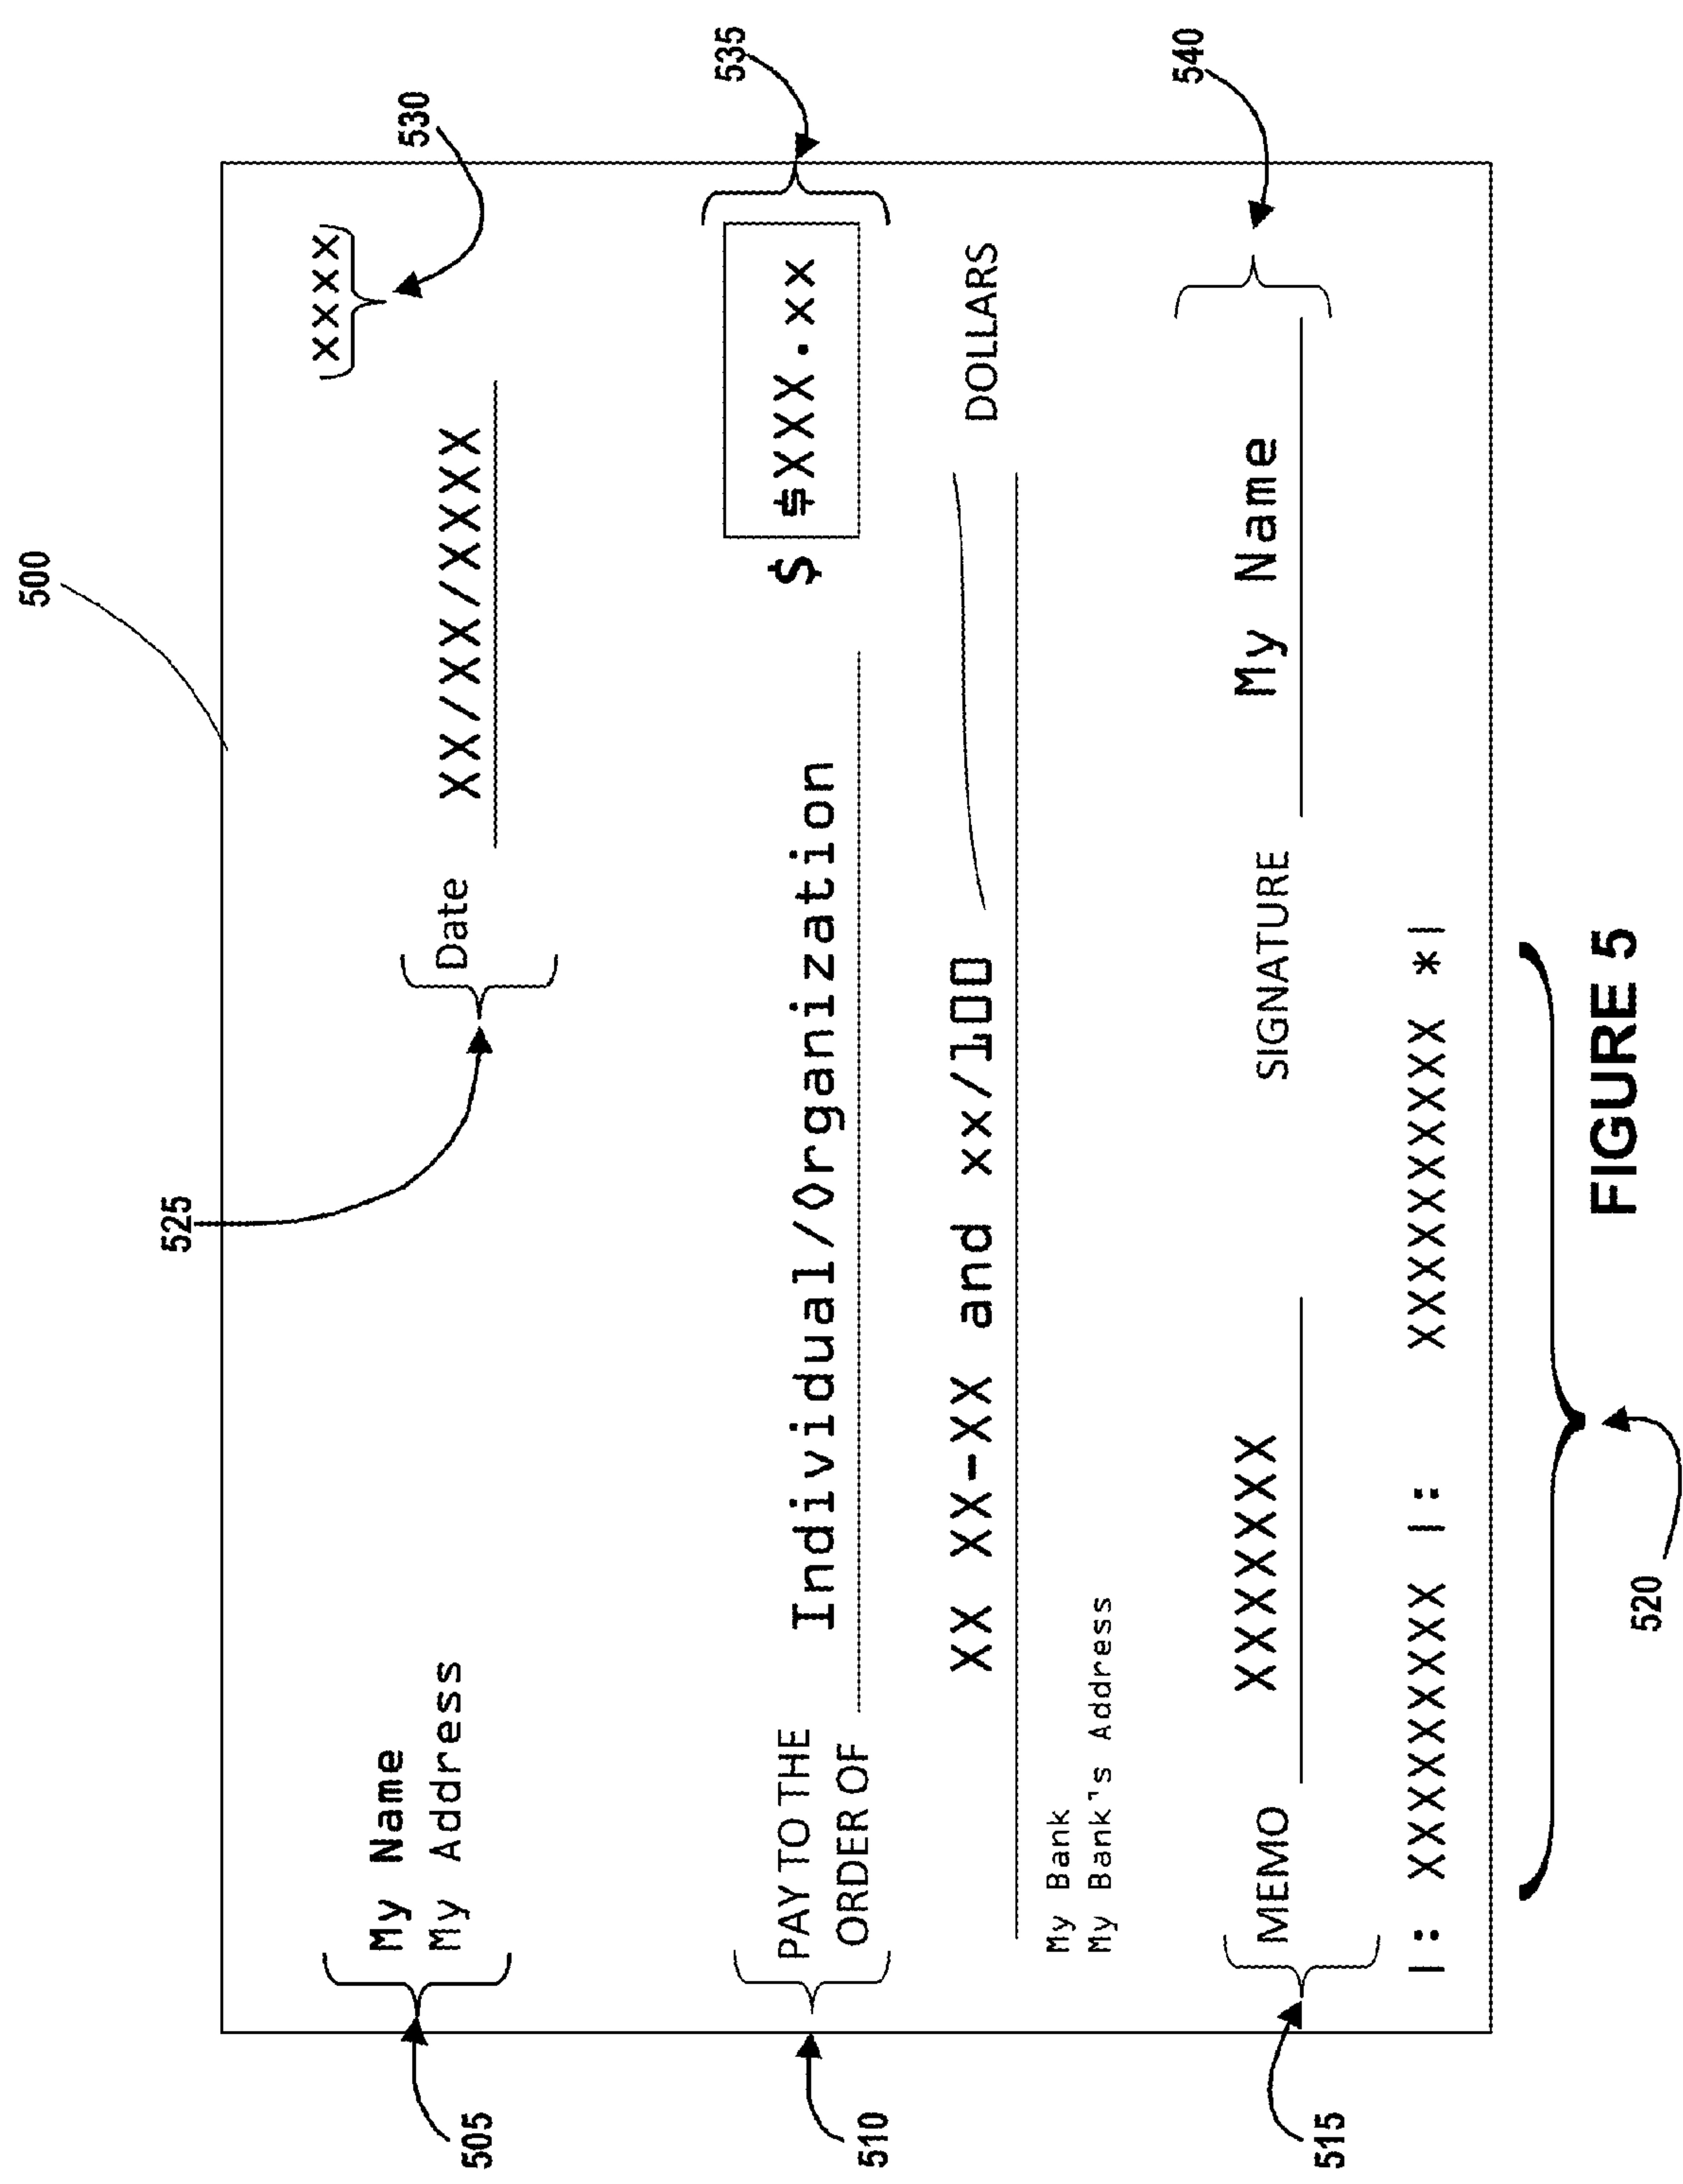 500
530
xxxx
525
Date XX/XX/XXXX
505
My Name
My Address
535
510
PAY TO THE
ORDER OF Individual/Organization $ $XXX.xx
XX XX-XX and xx/100 DOLLARS
My Bank
My Bank's Address
540
515
MEMO XXXXXXX SIGNATURE My Name
|: XXXXXXXXX |: XXXXXXXXXX *|
520
FIGURE 5